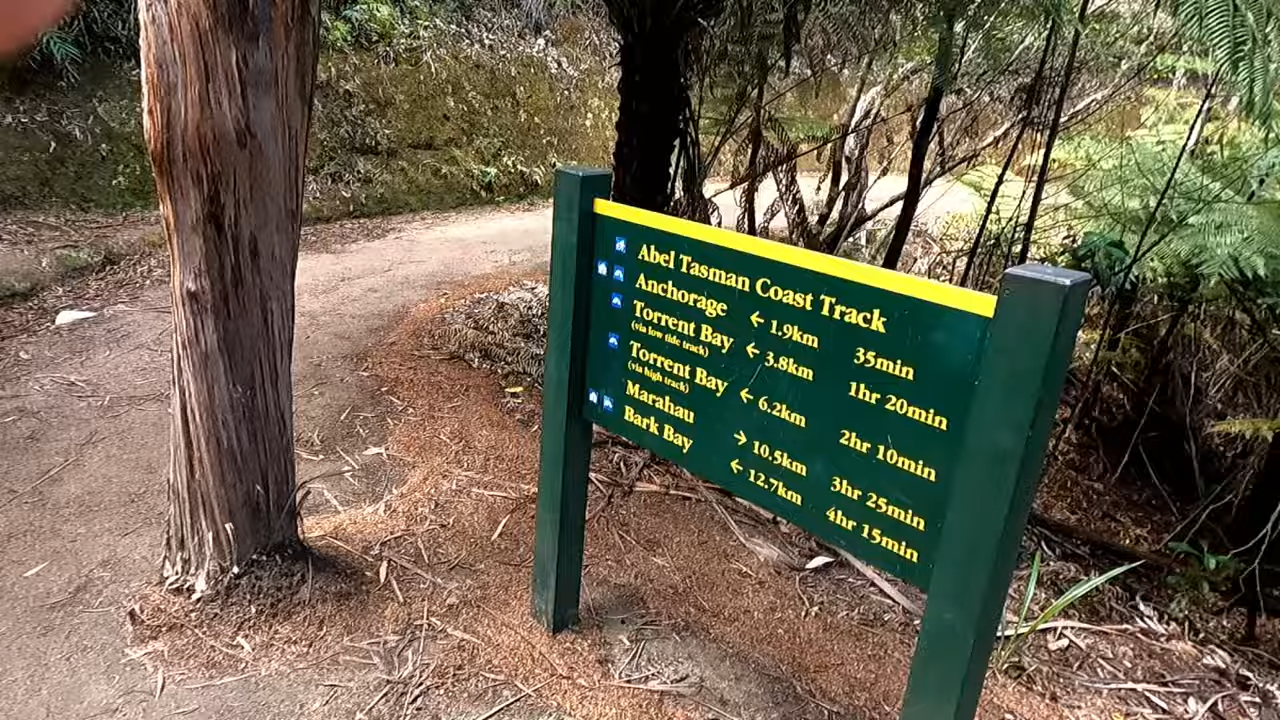 Abel Tasman Coast Track
Anchorage ← 1.9km 35min
Torrent Bay ← 3.8km 1hr 20min
(via low tide track)
Torrent Bay ← 6.2km 2hr 10min
(via high track)
Marahau → 10.5km 3hr 25min
Bark Bay ← 12.7km 4hr 15min